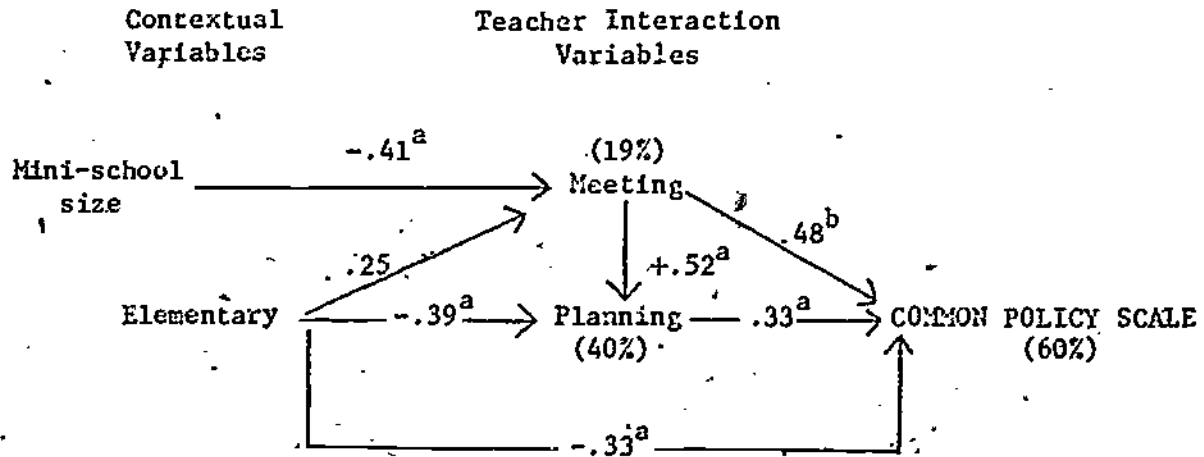 Contextual Teacher Interaction
Variables Variables
-.41a (19%)
Mini-school Meeting
size
.48b
.25 +.52a
Elementary -.39a Planning .33a COMMON POLICY SCALE
(40%) (60%)
-.33a